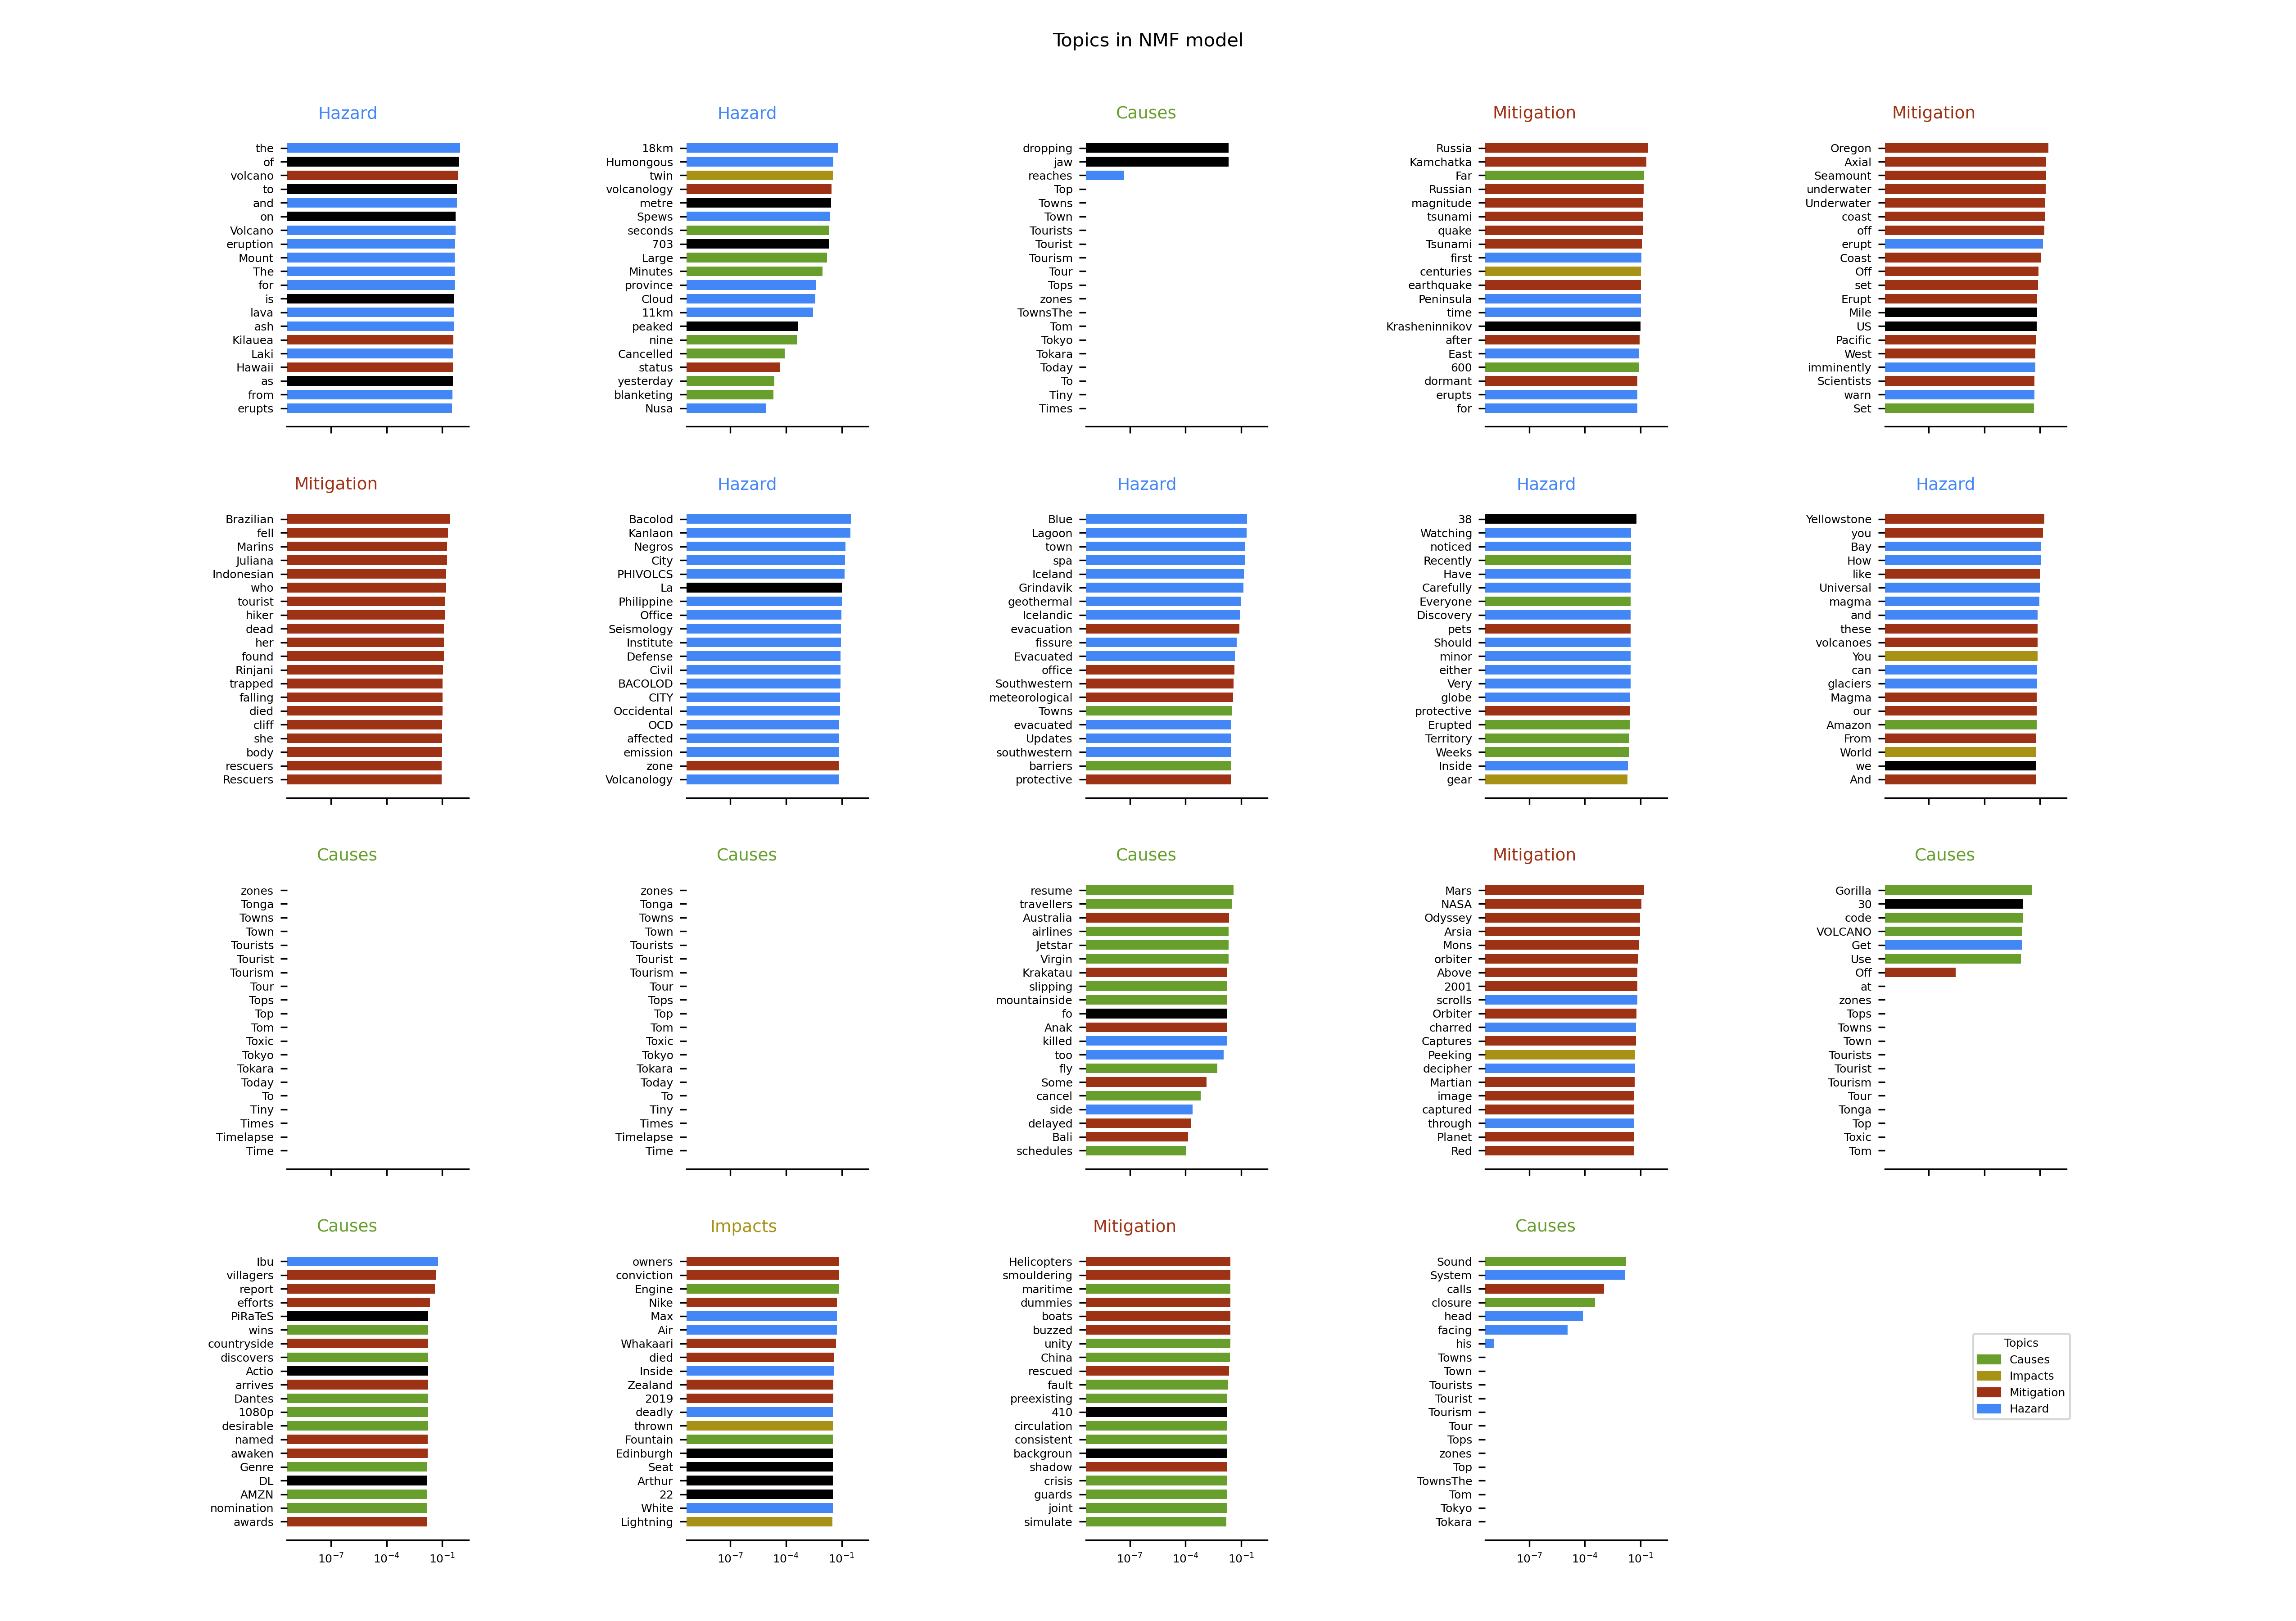 Topics in NMF model
Hazard
the
of
volcano
to
and
on
Volcano
eruption
Mount
The
for
is
lava
ash
Kilauea
Laki
Hawaii
as
from
erupts
Hazard
18km
Humongous
twin
volcanology
metre
Spews
seconds
703
Large
Minutes
province
Cloud
11km
peaked
nine
Cancelled
status
yesterday
blanketing
Nusa
Causes
dropping
jaw
reaches
Top
Towns
Town
Tourists
Tourist
Tourism
Tour
Tops
zones
TownsThe
Tom
Tokyo
Tokara
Today
To
Tiny
Times
Mitigation
Russia
Kamchatka
Far
Russian
magnitude
tsunami
quake
Tsunami
first
centuries
earthquake
Peninsula
time
Krasheninnikov
after
East
600
dormant
erupts
for
Mitigation
Oregon
Axial
Seamount
underwater
Underwater
coast
off
erupt
Coast
Off
set
Erupt
Mile
US
Pacific
West
imminently
Scientists
warn
Set
Mitigation
Brazilian
fell
Marins
Juliana
Indonesian
who
tourist
hiker
dead
her
found
Rinjani
trapped
falling
died
cliff
she
body
rescuers
Rescuers
Hazard
Bacolod
Kanlaon
Negros
City
PHIVOLCS
La
Philippine
Office
Seismology
Institute
Defense
Civil
BACOLOD
CITY
Occidental
OCD
affected
emission
zone
Volcanology
Hazard
Blue
Lagoon
town
spa
Iceland
Grindavik
geothermal
Icelandic
evacuation
fissure
Evacuated
office
Southwestern
meteorological
Towns
evacuated
Updates
southwestern
barriers
protective
Hazard
38
Watching
noticed
Recently
Have
Carefully
Everyone
Discovery
pets
Should
minor
either
Very
globe
protective
Erupted
Territory
Weeks
Inside
gear
Hazard
Yellowstone
you
Bay
How
like
Universal
magma
and
these
volcanoes
You
can
glaciers
Magma
our
Amazon
From
World
we
And
Causes
zones
Tonga
Towns
Town
Tourists
Tourist
Tourism
Tour
Tops
Top
Tom
Toxic
Tokyo
Tokara
Today
To
Tiny
Times
Timelapse
Time
Causes
zones
Tonga
Towns
Town
Tourists
Tourist
Tourism
Tour
Tops
Top
Tom
Toxic
Tokyo
Tokara
Today
To
Tiny
Times
Timelapse
Time
Causes
resume
travellers
Australia
airlines
Jetstar
Virgin
Krakatau
slipping
mountainside
fo
Anak
killed
too
fly
Some
cancel
side
delayed
Bali
schedules
Mitigation
Mars
NASA
Odyssey
Arsia
Mons
orbiter
Above
2001
scrolls
Orbiter
charred
Captures
Peeking
decipher
Martian
image
captured
through
Planet
Red
Causes
Gorilla
30
code
VOLCANO
Get
Use
Off
at
zones
Tops
Towns
Town
Tourists
Tourist
Tourism
Tour
Tonga
Top
Toxic
Tom
Causes
Ibu
villagers
report
efforts
PiRaTeS
wins
countryside
discovers
Actio
arrives
Dantes
1080p
desirable
named
awaken
Genre
DL
AMZN
nomination
awards
10⁻⁷ 10⁻⁴ 10⁻¹
Impacts
owners
conviction
Engine
Nike
Max
Air
Whakaari
died
Inside
Zealand
2019
deadly
thrown
Fountain
Edinburgh
Seat
Arthur
22
White
Lightning
10⁻⁷ 10⁻⁴ 10⁻¹
Mitigation
Helicopters
smouldering
maritime
dummies
boats
buzzed
unity
China
rescued
fault
preexisting
410
circulation
consistent
backgroun
shadow
crisis
guards
joint
simulate
10⁻⁷ 10⁻⁴ 10⁻¹
Causes
Sound
System
calls
closure
head
facing
his
Towns
Town
Tourists
Tourist
Tourism
Tour
Tops
zones
Top
TownsThe
Tom
Tokyo
Tokara
10⁻⁷ 10⁻⁴ 10⁻¹
Topics
Causes
Impacts
Mitigation
Hazard